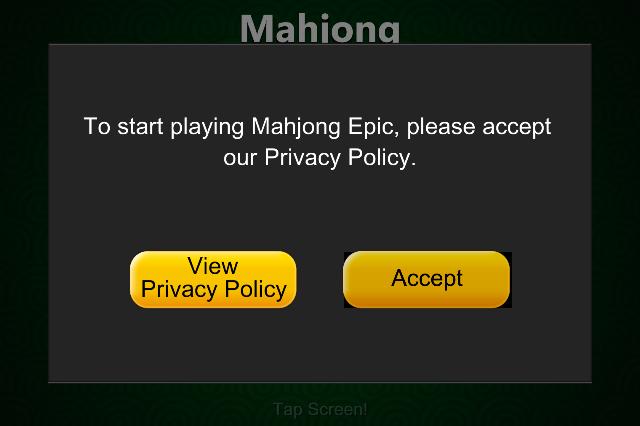 Mahjong
To start playing Mahjong Epic, please accept
our Privacy Policy.
View
Privacy Policy
Accept
Tap Screen!